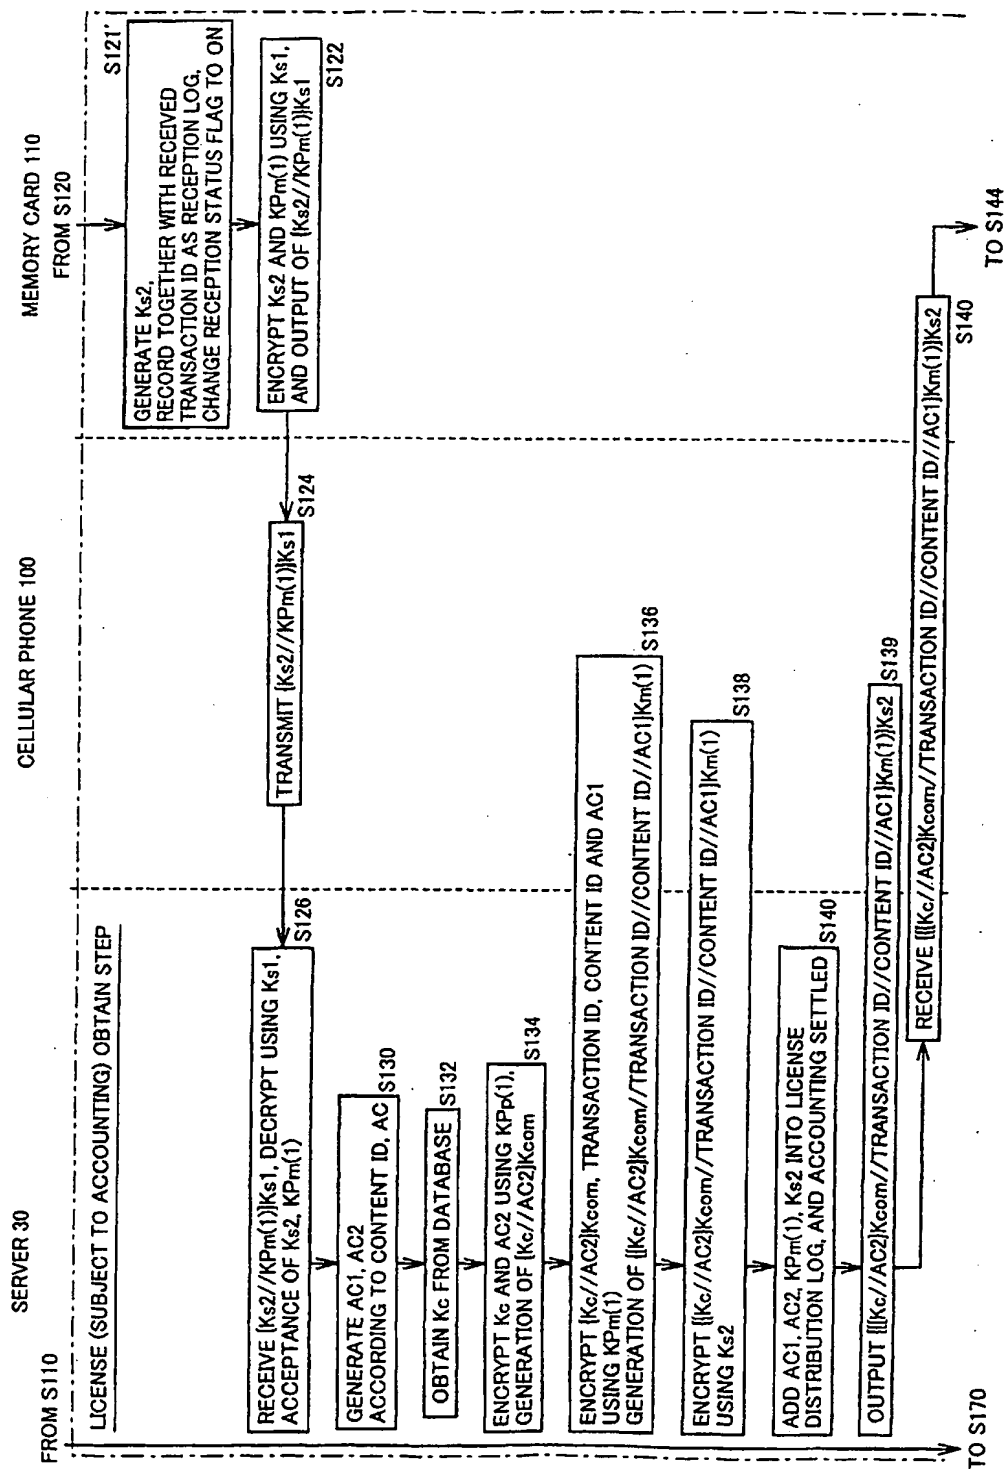 SERVER 30
CELLULAR PHONE 100
MEMORY CARD 110
FROM S110
FROM S120
LICENSE (SUBJECT TO ACCOUNTING) OBTAIN STEP
S121'
GENERATE Ks2,
RECORD TOGETHER WITH RECEIVED
TRANSACTION ID AS RECEPTION LOG,
CHANGE RECEPTION STATUS FLAG TO ON
ENCRYPT Ks2 AND KPm(1) USING Ks1,
AND OUTPUT OF {Ks2//KPm(1)}Ks1
S122
TRANSMIT {Ks2//KPm(1)}Ks1
S124
S126
RECEIVE {Ks2//KPm(1)}Ks1, DECRYPT USING Ks1,
ACCEPTANCE OF Ks2, KPm(1)
GENERATE AC1, AC2
ACCORDING TO CONTENT ID, AC
S130
OBTAIN Kc FROM DATABASE
S132
ENCRYPT Kc AND AC2 USING KPp(1),
GENERATION OF {Kc//AC2}Kcom
S134
ENCRYPT {Kc//AC2}Kcom, TRANSACTION ID, CONTENT ID AND AC1
USING KPm(1)
GENERATION OF {{Kc//AC2}Kcom//TRANSACTION ID//CONTENT ID//AC1}Km(1)
S136
ENCRYPT {{Kc//AC2}Kcom//TRANSACTION ID//CONTENT ID//AC1}Km(1)
USING Ks2
S138
ADD AC1, AC2, KPm(1), Ks2 INTO LICENSE
DISTRIBUTION LOG, AND ACCOUNTING SETTLED
S140
OUTPUT {{{Kc//AC2}Kcom//TRANSACTION ID//CONTENT ID//AC1}Km(1)}Ks2
S139
RECEIVE {{{Kc//AC2}Kcom//TRANSACTION ID//CONTENT ID//AC1}Km(1)}Ks2
S140
TO S170
TO S144